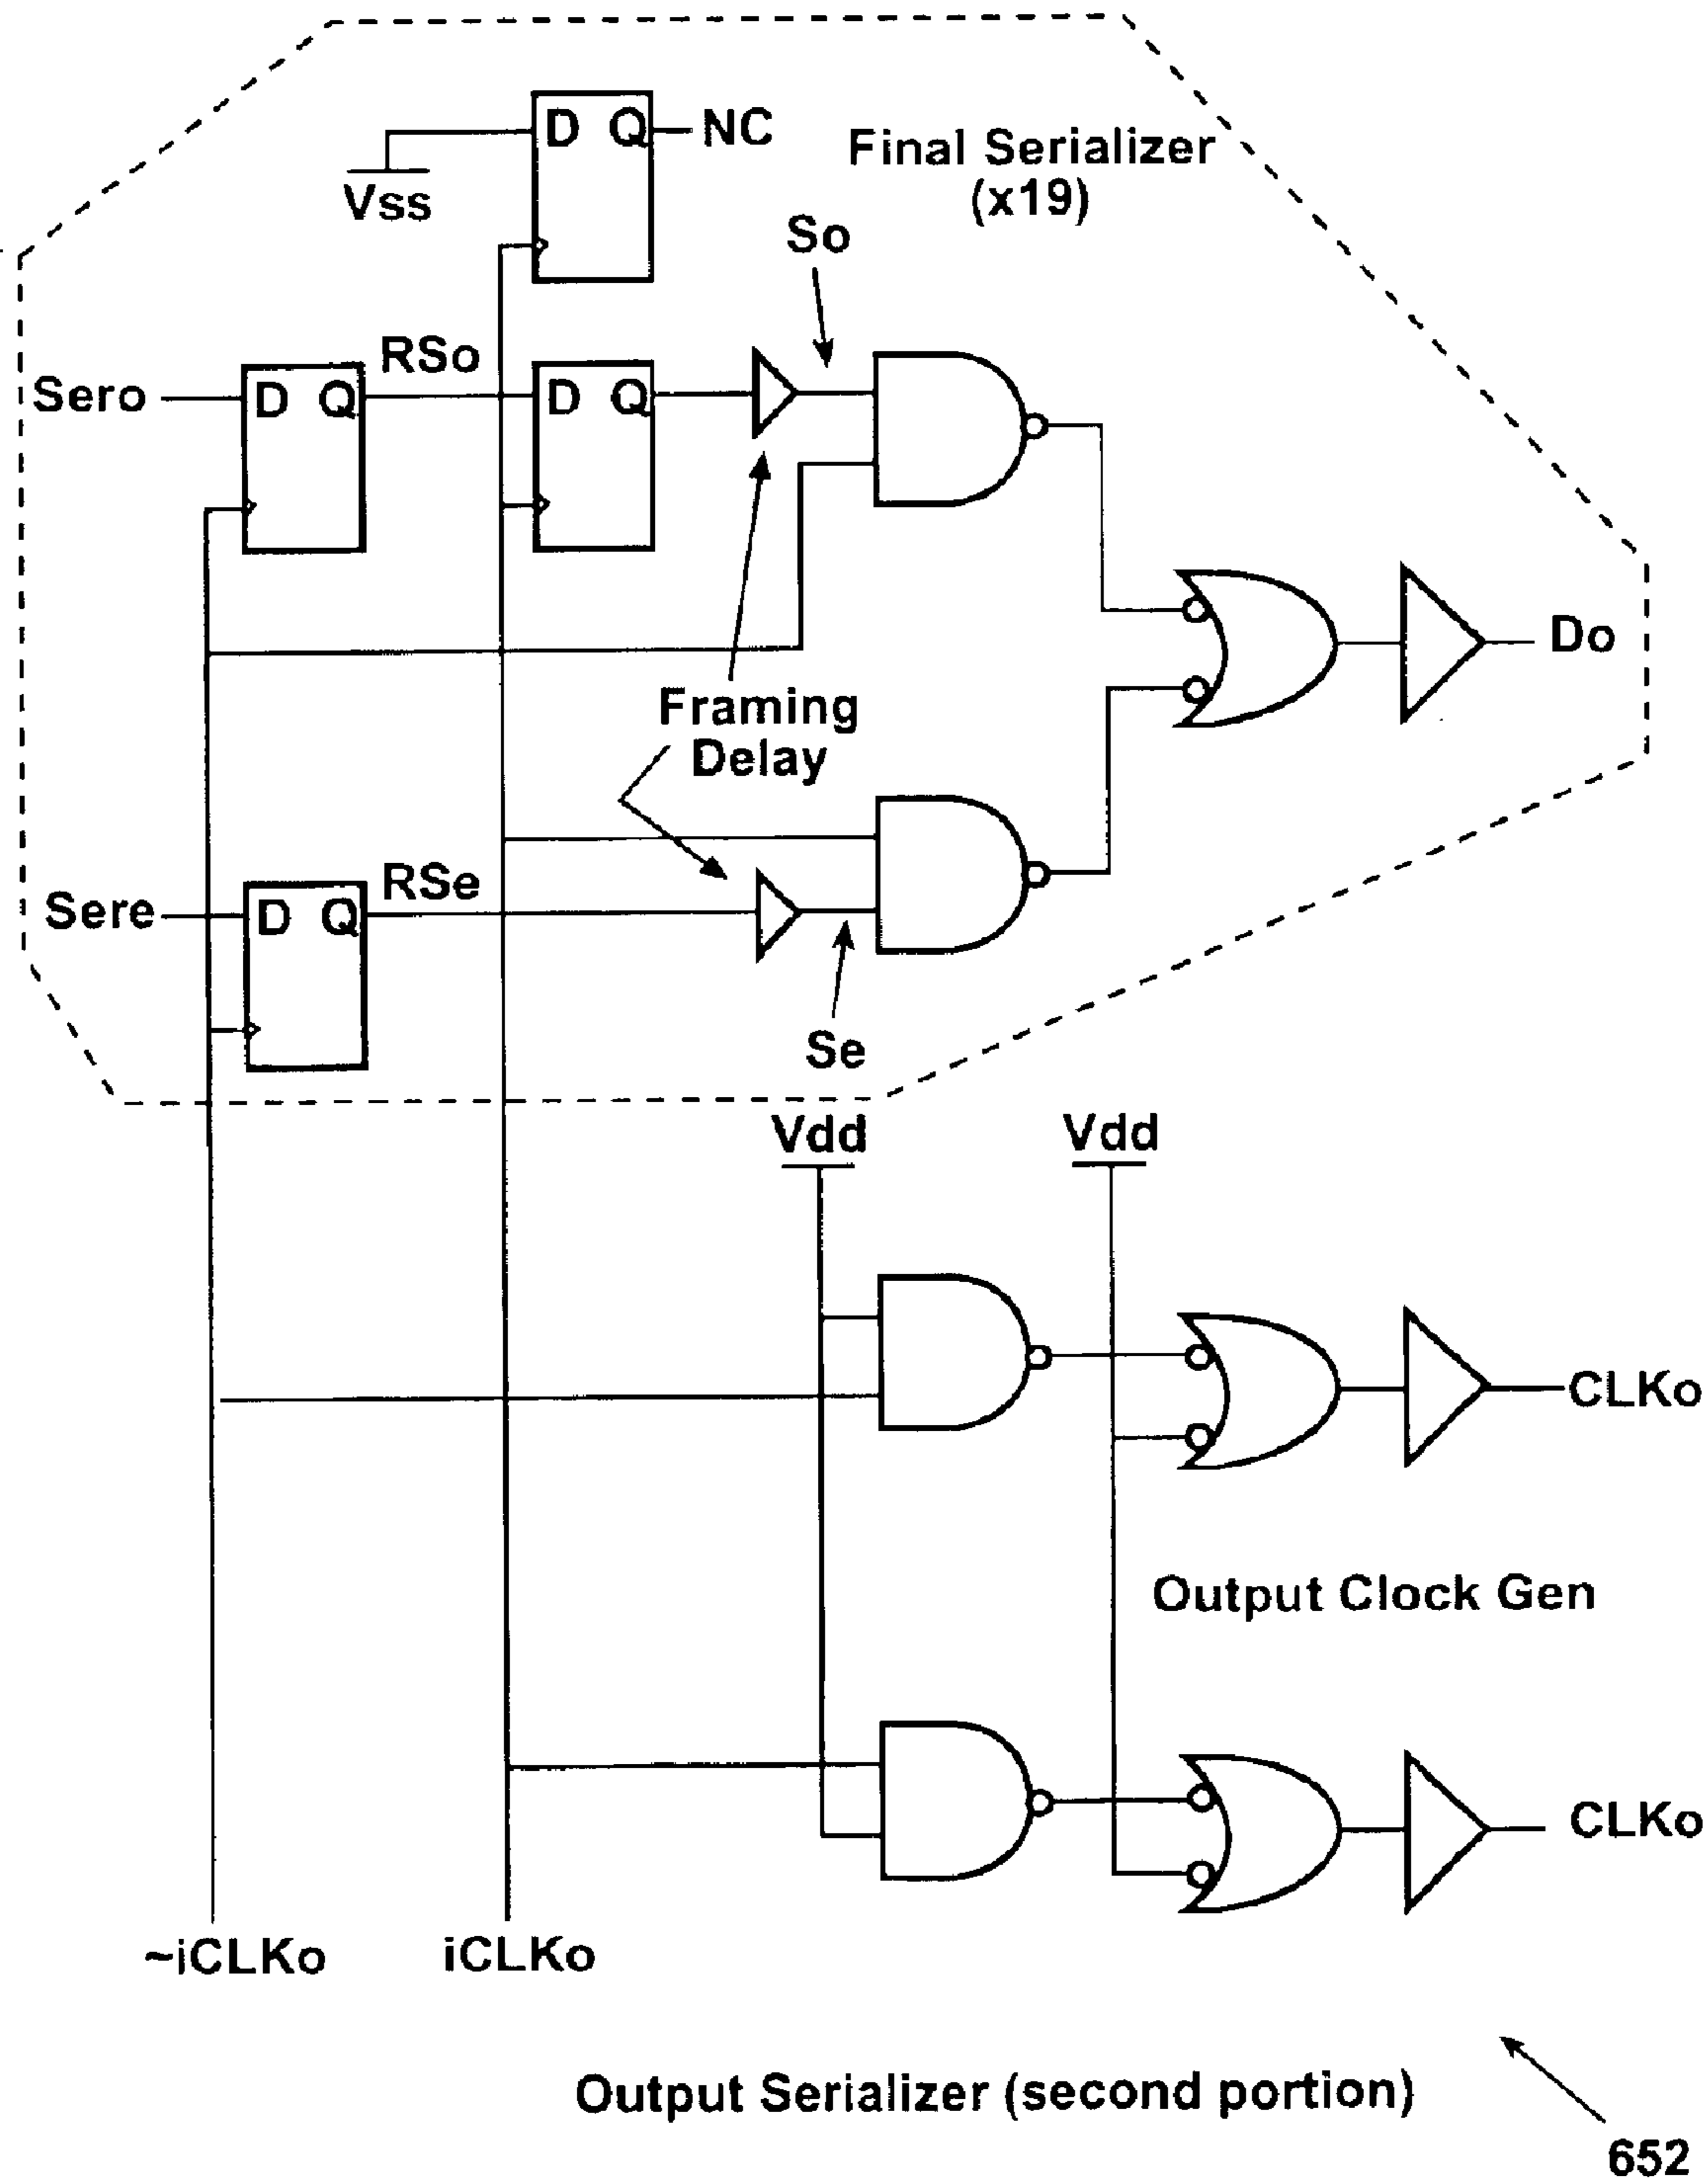 D Q NC
Final Serializer
(x19)
Vss
So
RSo
Sero
D Q
D Q
Do
Framing
Delay
RSe
Sere
D Q
Se
Vdd
Vdd
CLKo
Output Clock Gen
CLKo
~iCLKo
iCLKo
Output Serializer (second portion)
652